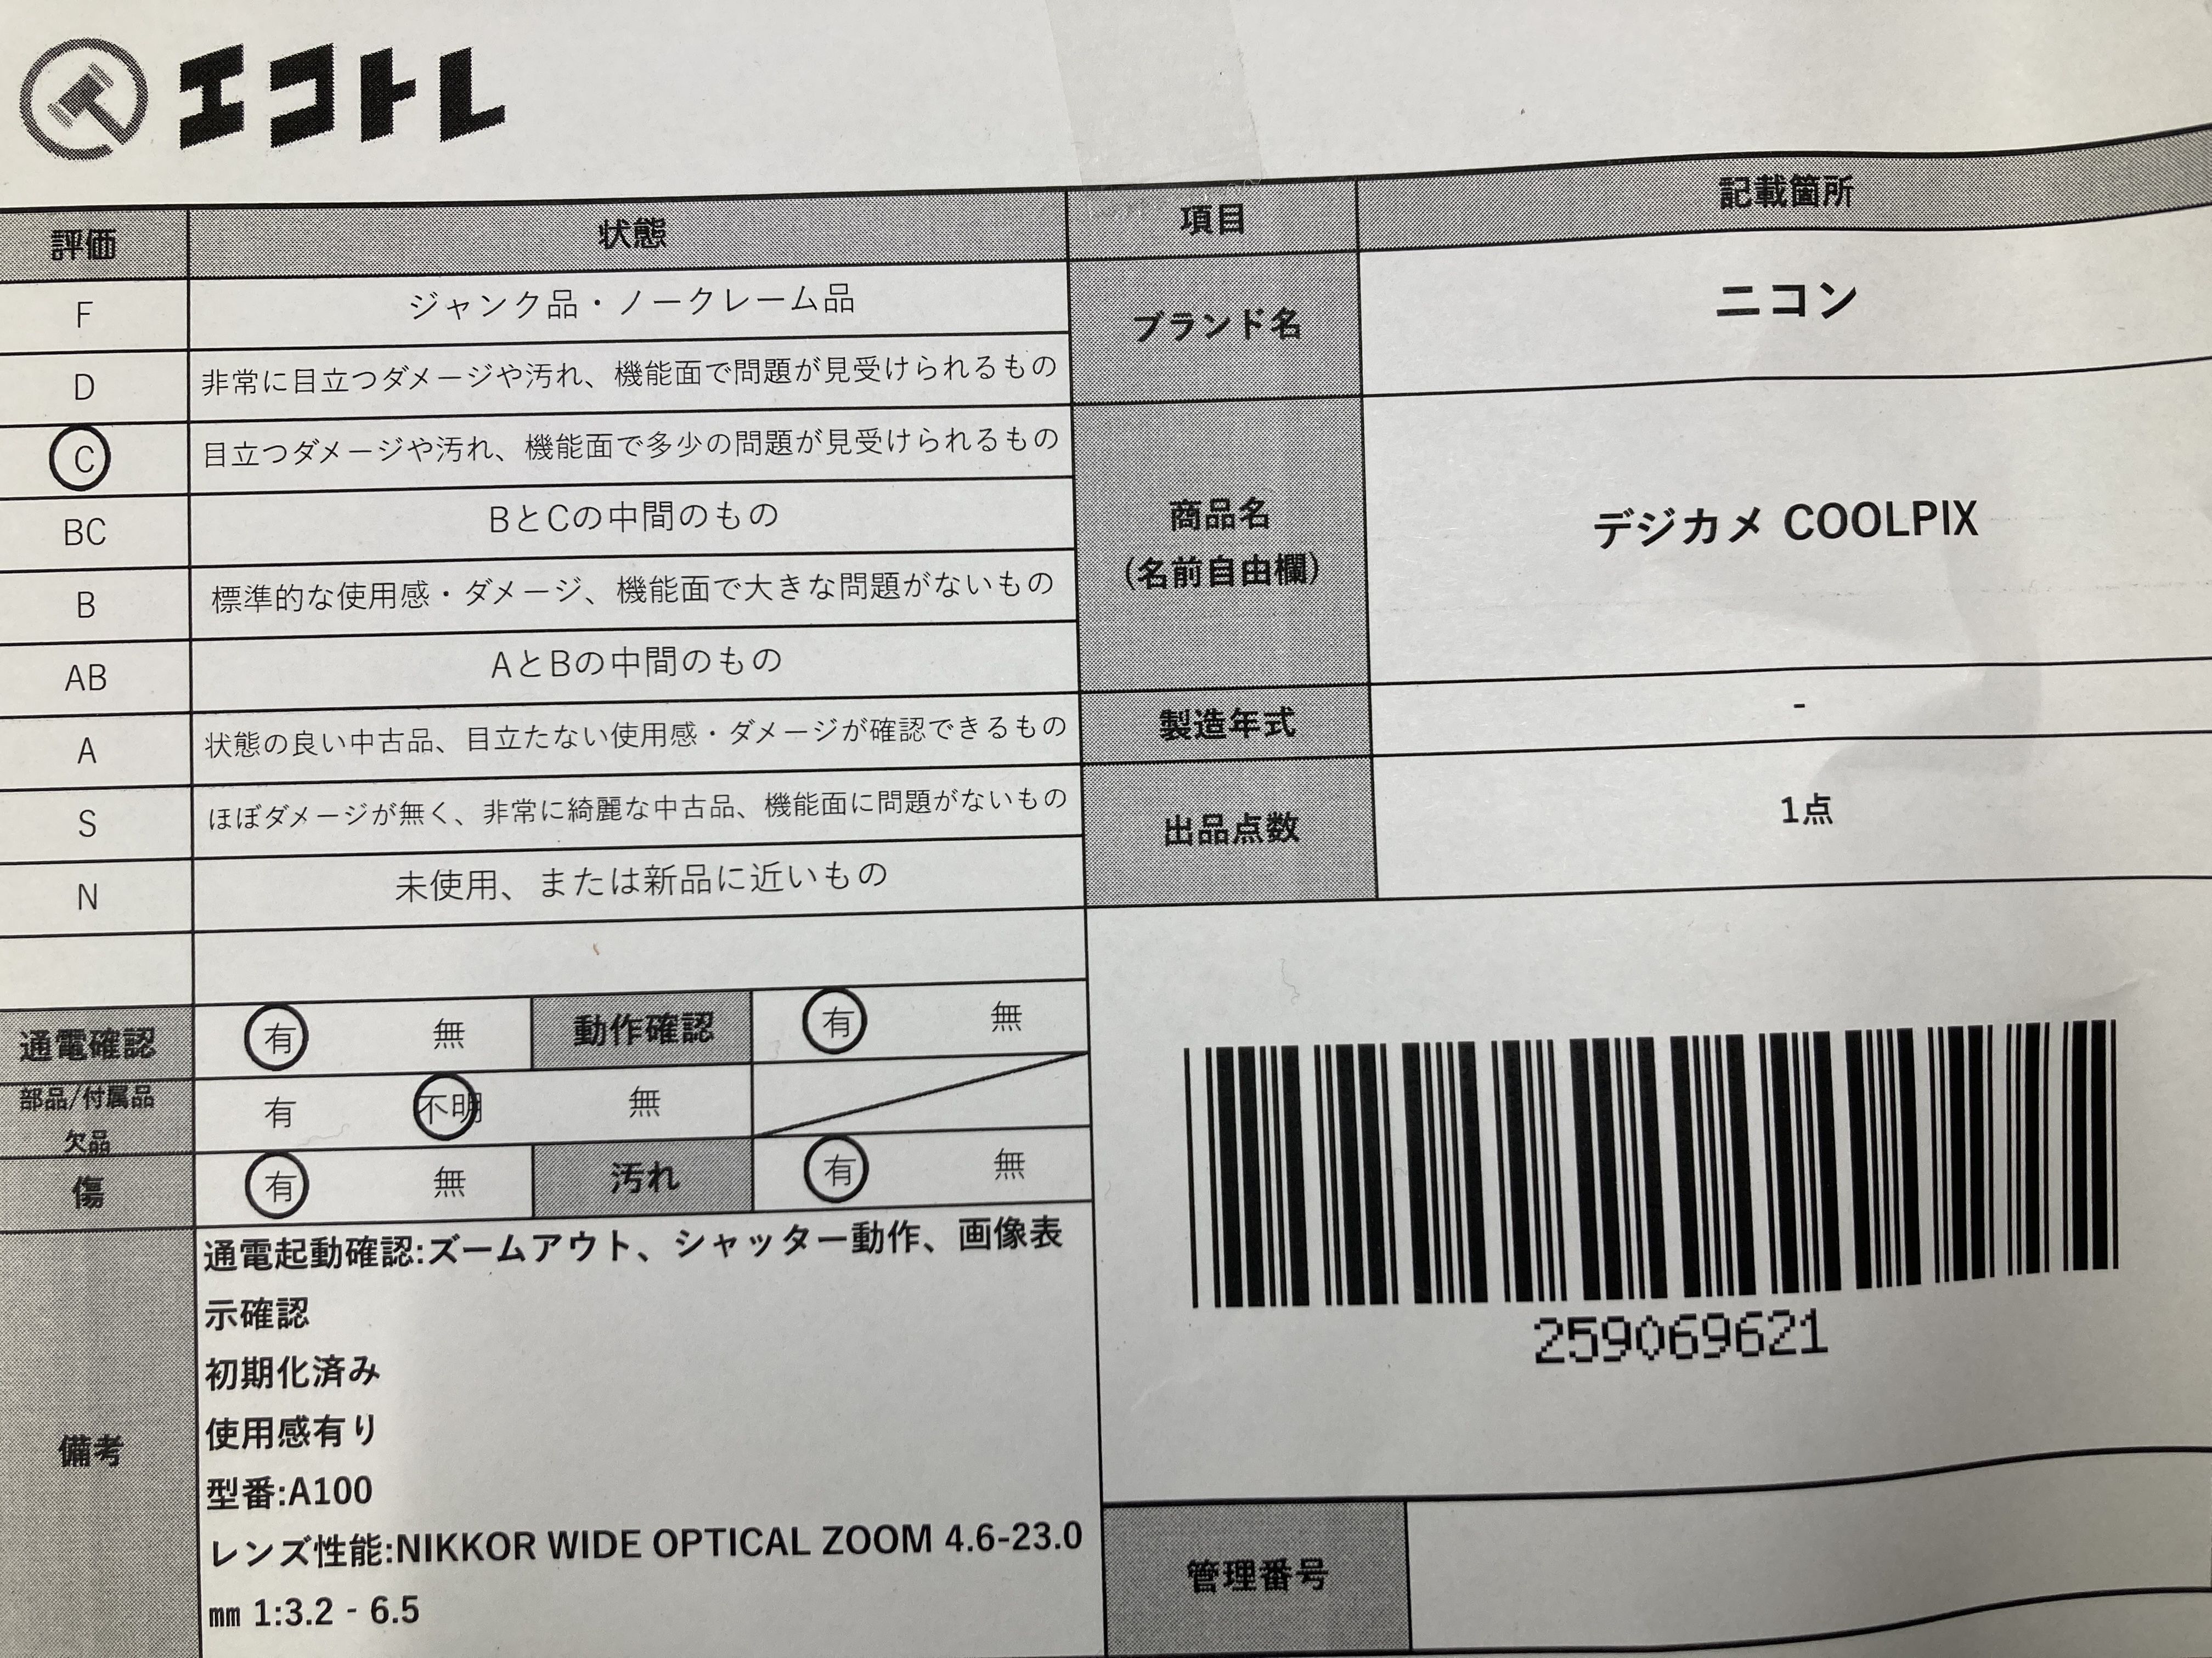 エコトレ
評価 状態 項目 記載箇所
F ジャンク品・ノークレーム品
ブランド名 ニコン
D 非常に目立つダメージや汚れ、機能面で問題が見受けられるもの
C 目立つダメージや汚れ、機能面で多少の問題が見受けられるもの
BC BとCの中間のもの
商品名
(名前自由欄)
デジカメ COOLPIX
B 標準的な使用感・ダメージ、機能面で大きな問題がないもの
AB AとBの中間のもの
A 状態の良い中古品、目立たない使用感・ダメージが確認できるもの
製造年式 -
S ほぼダメージが無く、非常に綺麗な中古品、機能面に問題がないもの
出品点数 1点
N 未使用、または新品に近いもの
通電確認 有 無 動作確認 有 無
部品/付属品
欠品
有 不明 無
傷 有 無 汚れ 有 無
備考
通電起動確認:ズームアウト、シャッター動作、画像表
示確認
初期化済み
使用感有り
型番:A100
レンズ性能:NIKKOR WIDE OPTICAL ZOOM 4.6-23.0
㎜ 1:3.2 - 6.5
259069621
管理番号